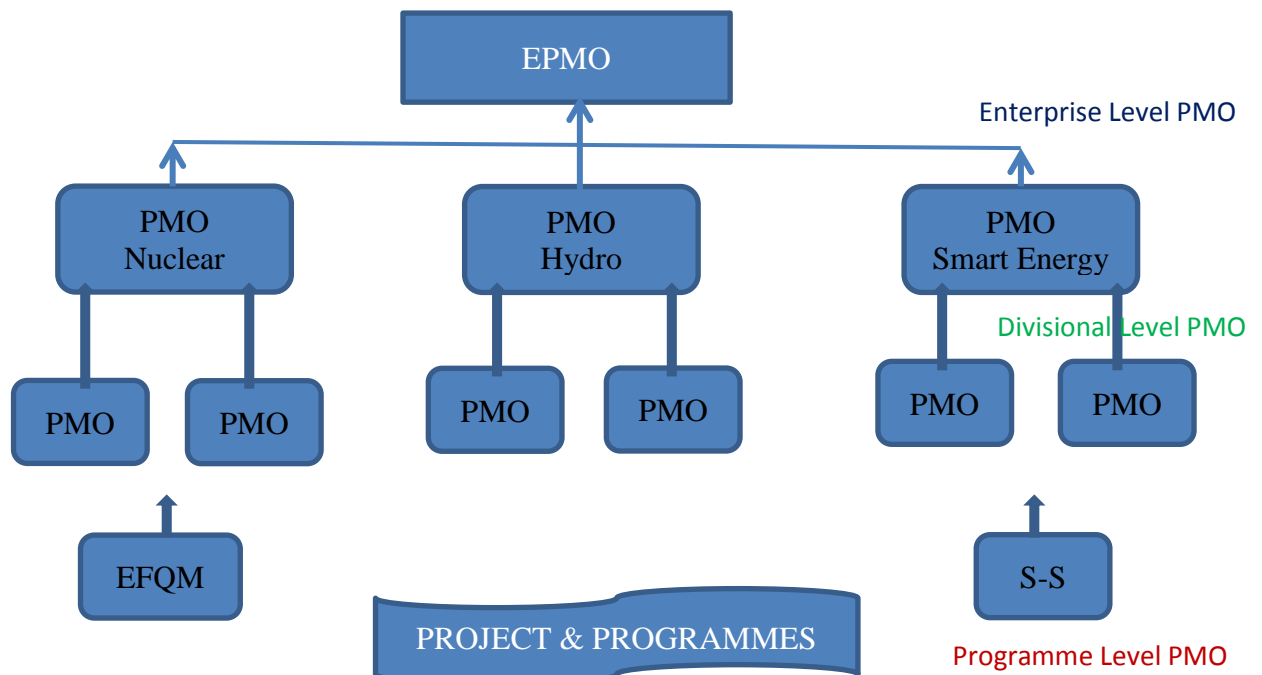 EPMO
Enterprise Level PMO
PMO
Nuclear
PMO
Hydro
PMO
Smart Energy
Divisional Level PMO
PMO
PMO
PMO
PMO
PMO
PMO
EFQM
S-S
PROJECT & PROGRAMMES
Programme Level PMO